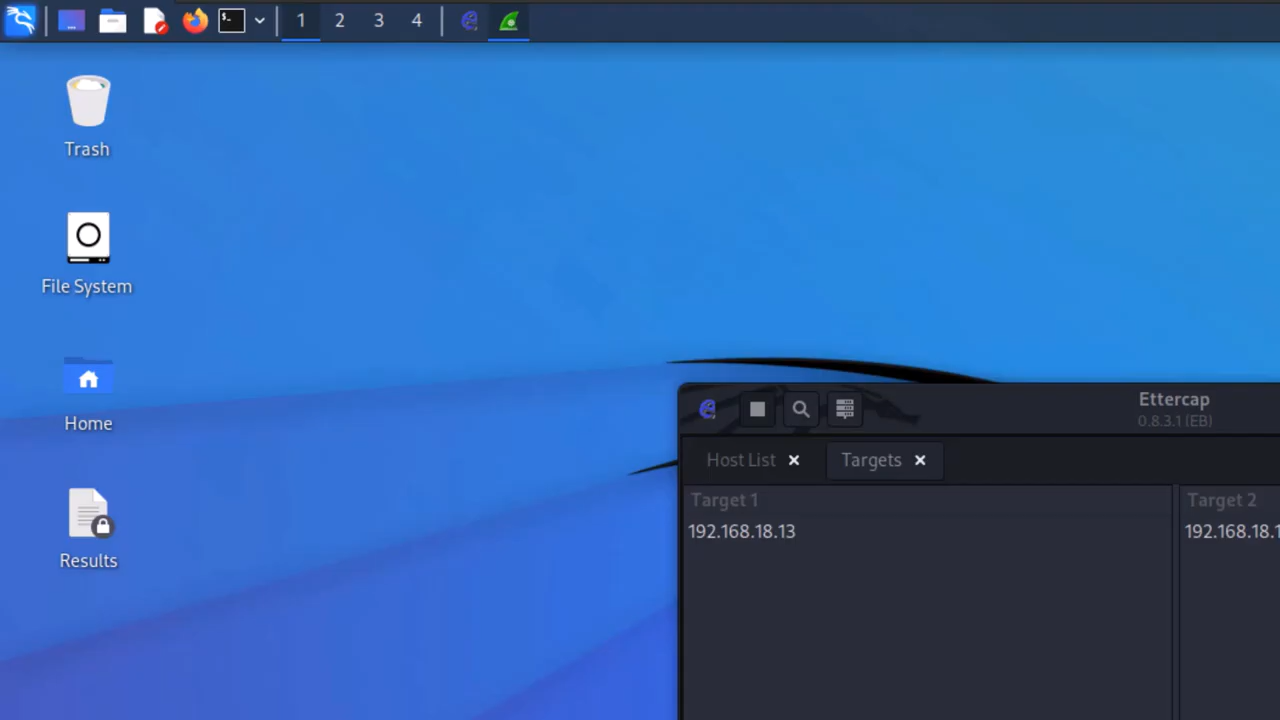 1 2 3 4
Trash
File System
Home
Results
Ettercap
0.8.3.1 (EB)
Host List
Targets
Target 1
Target 2
192.168.18.13